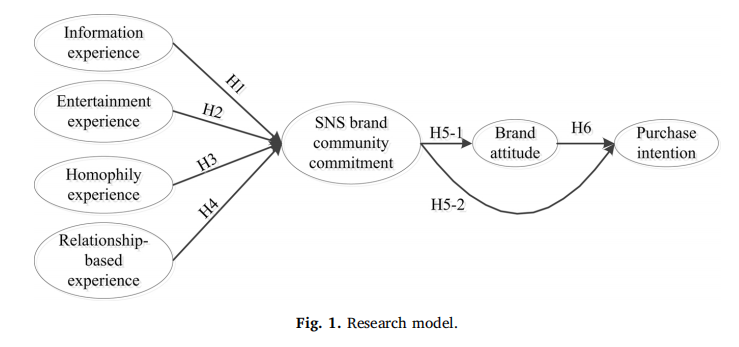 Information
experience
Entertainment
experience
Homophily
experience
Relationship-
based
experience
H1
H2
H3
H4
SNS brand
community
commitment
H5-1
H5-2
Brand
attitude
H6
Purchase
intention
Fig. 1. Research model.